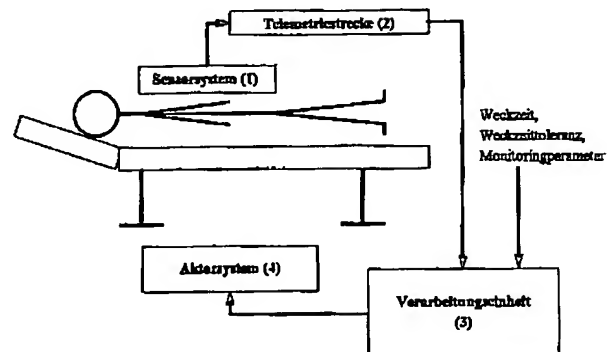 Telemetriestrecke (2)
Sensorsystem (1)
Weckzeit,
Weckzeittoleranz,
Monitoringparameter
Aktorsystem (4)
Verarbeitungseinheit
(3)